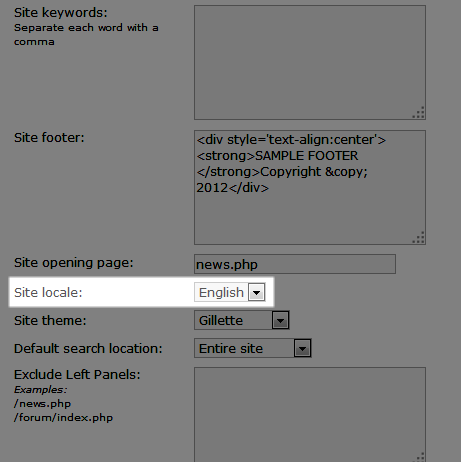 Site keywords:
Separate each word with a
comma
Site footer:
<div style='text-align:center'>
<strong>SAMPLE FOOTER
</strong>Copyright &copy;
2012</div>
Site opening page:
news.php
Site locale:
English
Site theme:
Gillette
Default search location:
Entire site
Exclude Left Panels:
Examples:
/news.php
/forum/index.php